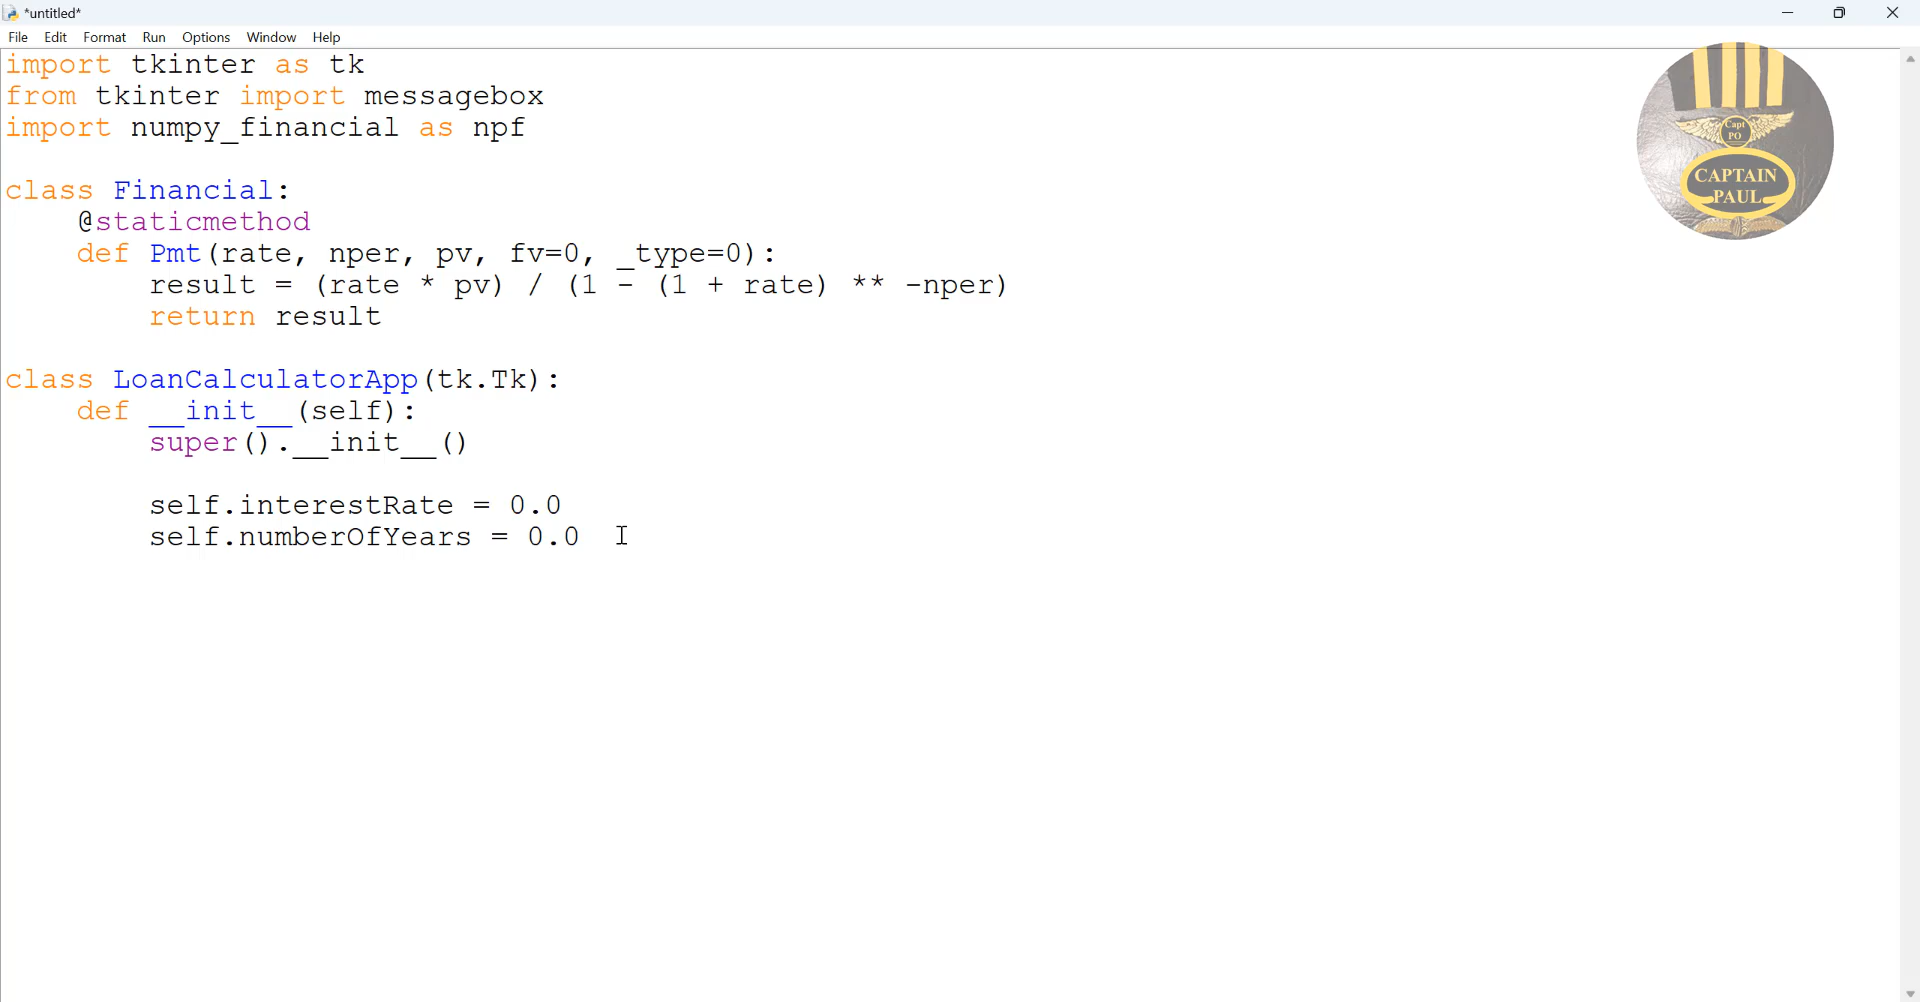 *untitled*
File Edit Format Run Options Window Help
import tkinter as tk
from tkinter import messagebox
import numpy_financial as npf
class Financial:
    @staticmethod
    def Pmt(rate, nper, pv, fv=0, _type=0):
        result = (rate * pv) / (1 - (1 + rate) ** -nper)
        return result
class LoanCalculatorApp(tk.Tk):
    def __init__(self):
        super().__init__()
        self.interestRate = 0.0
        self.numberOfYears = 0.0
Capt
PO
CAPTAIN
PAUL